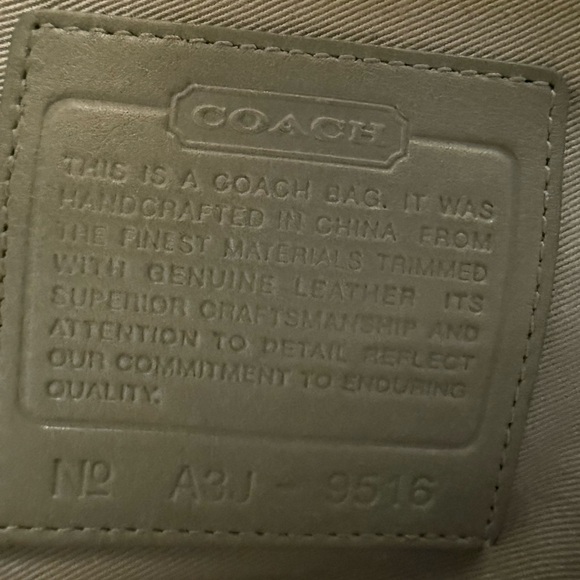 COACH
THIS IS A COACH BAG. IT WAS
HANDCRAFTED IN CHINA FROM
THE FINEST MATERIALS TRIMMED
WITH GENUINE LEATHER ITS
SUPERIOR CRAFTSMANSHIP AND
ATTENTION TO DETAIL REFLECT
OUR COMMITMENT TO ENDURING
QUALITY.
Nº A3J - 9516